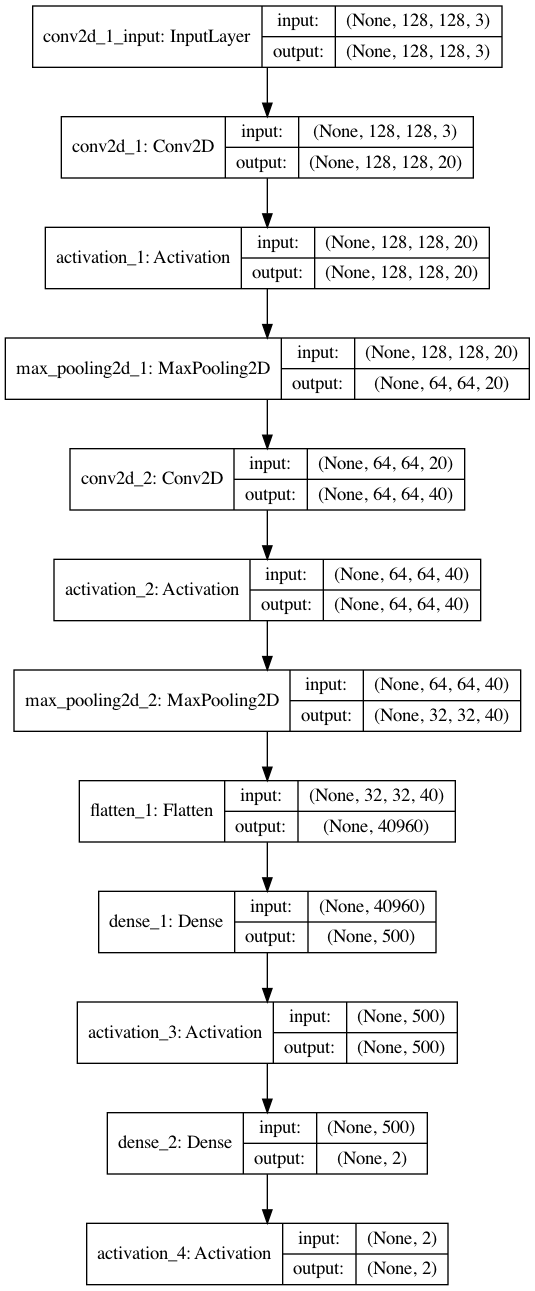 conv2d_1_input: InputLayer
input: (None, 128, 128, 3)
output: (None, 128, 128, 3)
conv2d_1: Conv2D
input: (None, 128, 128, 3)
output: (None, 128, 128, 20)
activation_1: Activation
input: (None, 128, 128, 20)
output: (None, 128, 128, 20)
max_pooling2d_1: MaxPooling2D
input: (None, 128, 128, 20)
output: (None, 64, 64, 20)
conv2d_2: Conv2D
input: (None, 64, 64, 20)
output: (None, 64, 64, 40)
activation_2: Activation
input: (None, 64, 64, 40)
output: (None, 64, 64, 40)
max_pooling2d_2: MaxPooling2D
input: (None, 64, 64, 40)
output: (None, 32, 32, 40)
flatten_1: Flatten
input: (None, 32, 32, 40)
output: (None, 40960)
dense_1: Dense
input: (None, 40960)
output: (None, 500)
activation_3: Activation
input: (None, 500)
output: (None, 500)
dense_2: Dense
input: (None, 500)
output: (None, 2)
activation_4: Activation
input: (None, 2)
output: (None, 2)